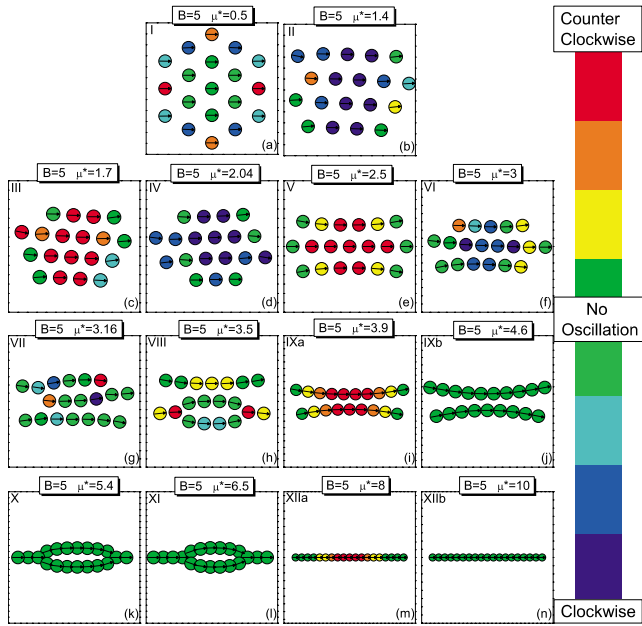 B=5 μ*=0.5
I
(a)
B=5 μ*=1.4
II
(b)
Counter
Clockwise
B=5 μ*=1.7
III
(c)
B=5 μ*=2.04
IV
(d)
B=5 μ*=2.5
V
(e)
B=5 μ*=3
VI
(f)
No
Oscillation
B=5 μ*=3.16
VII
(g)
B=5 μ*=3.5
VIII
(h)
B=5 μ*=3.9
IXa
(i)
B=5 μ*=4.6
IXb
(j)
B=5 μ*=5.4
X
(k)
B=5 μ*=6.5
XI
(l)
B=5 μ*=8
XIIa
(m)
B=5 μ*=10
XIIb
(n)
Clockwise